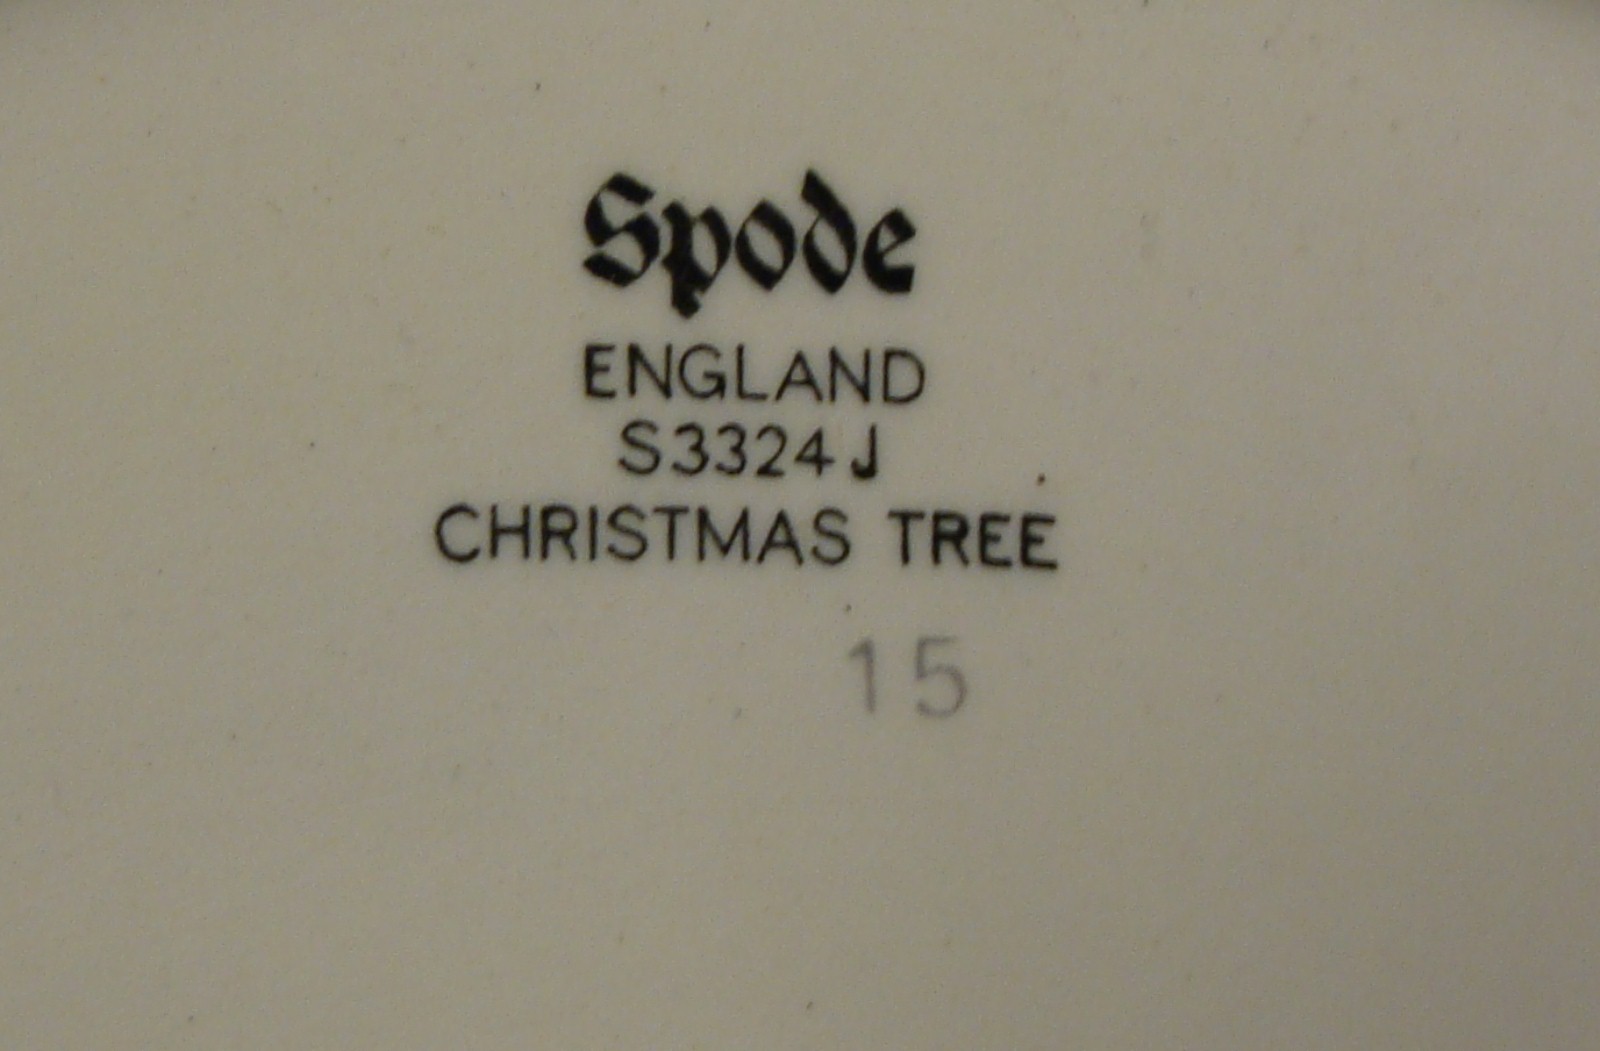 Spode
ENGLAND
S3324 J
CHRISTMAS TREE
15